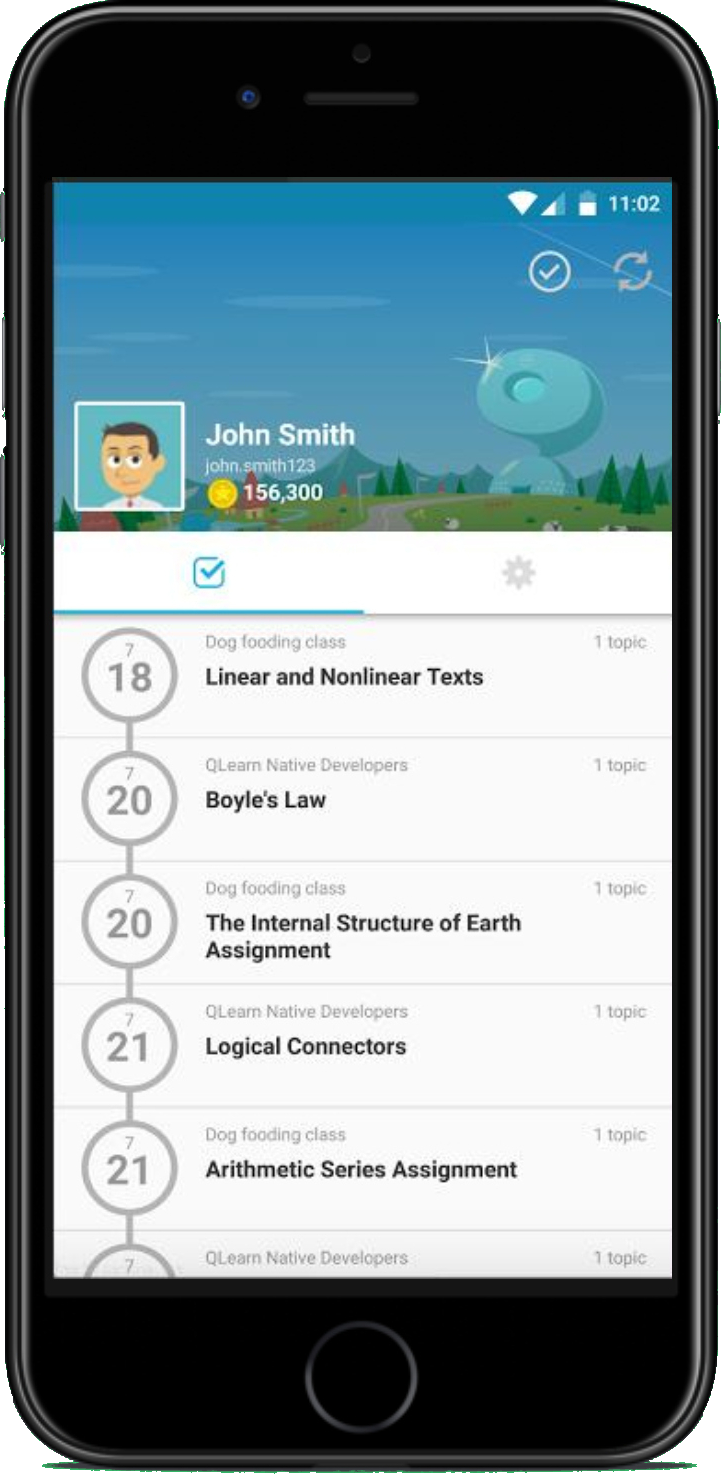 11:02
John Smith
john.smith123
156,300
Dog fooding class 1 topic
7
18 Linear and Nonlinear Texts
QLearn Native Developers 1 topic
7
20 Boyle's Law
Dog fooding class 1 topic
7
20 The Internal Structure of Earth
Assignment
QLearn Native Developers 1 topic
7
21 Logical Connectors
Dog fooding class 1 topic
7
21 Arithmetic Series Assignment
QLearn Native Developers 1 topic
7